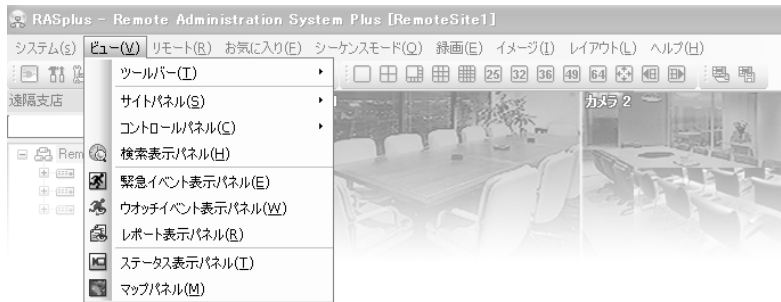 RASplus - Remote Administration System Plus [RemoteSite1]
システム(s) ビュー(V) リモート(R) お気に入り(F) シーケンスモード(Q) 録画(E) イメージ(I) レイアウト(L) ヘルプ(H)
25 32 36 49 64
遠隔支店
カメラ 2
Rem
ツールバー(T)
サイトパネル(S)
コントロールパネル(C)
検索表示パネル(H)
緊急イベント表示パネル(E)
ウオッチイベント表示パネル(W)
レポート表示パネル(R)
ステータス表示パネル(T)
マップパネル(M)